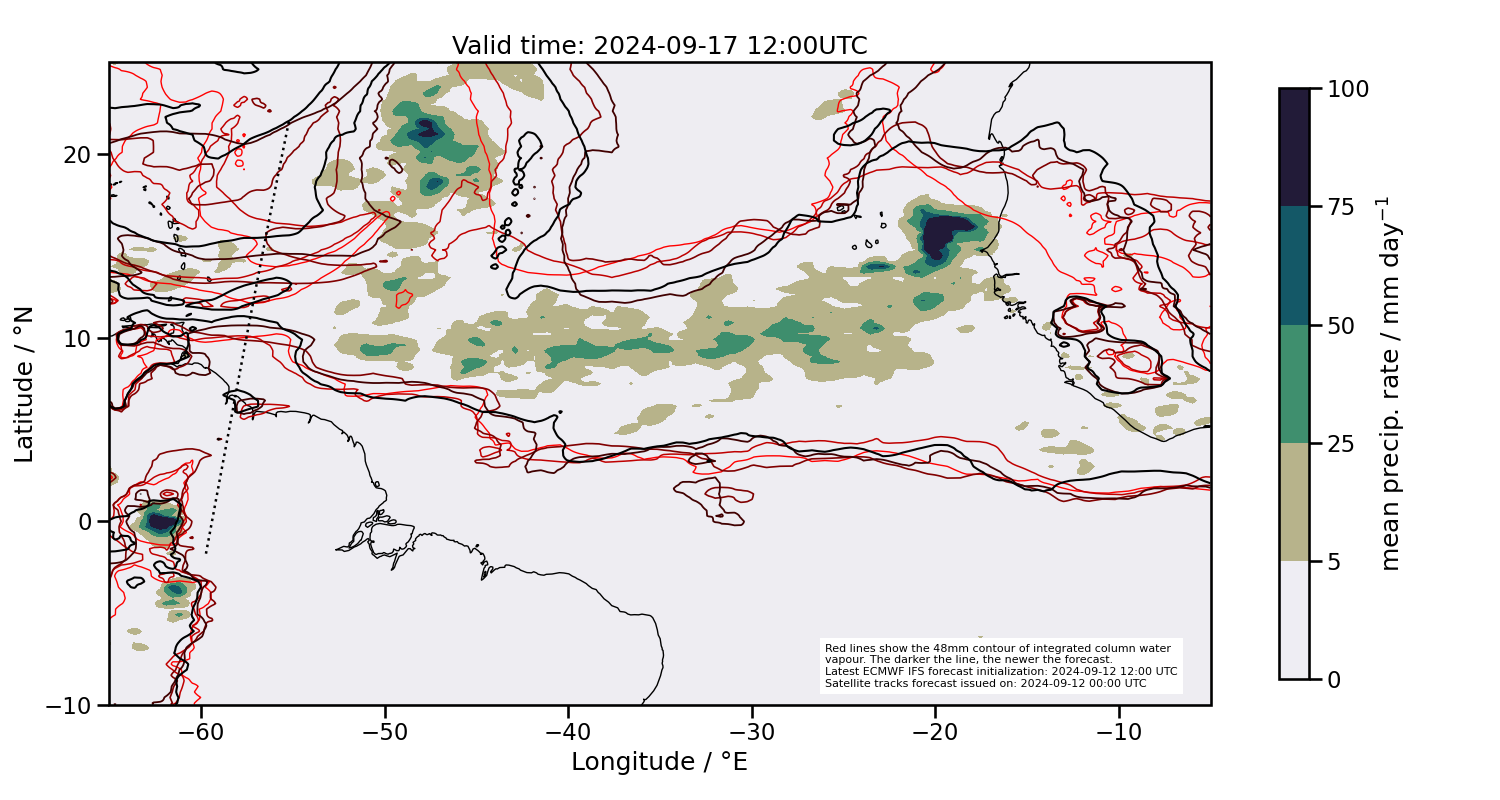 Valid time: 2024-09-17 12:00UTC
Latitude / °N
20
10
0
−10
−60
−50
−40
−30
−20
−10
Longitude / °E
Red lines show the 48mm contour of integrated column water
vapour. The darker the line, the newer the forecast.
Latest ECMWF IFS forecast initialization: 2024-09-12 12:00 UTC
Satellite tracks forecast issued on: 2024-09-12 00:00 UTC
100
75
50
25
5
0
mean precip. rate / mm day⁻¹